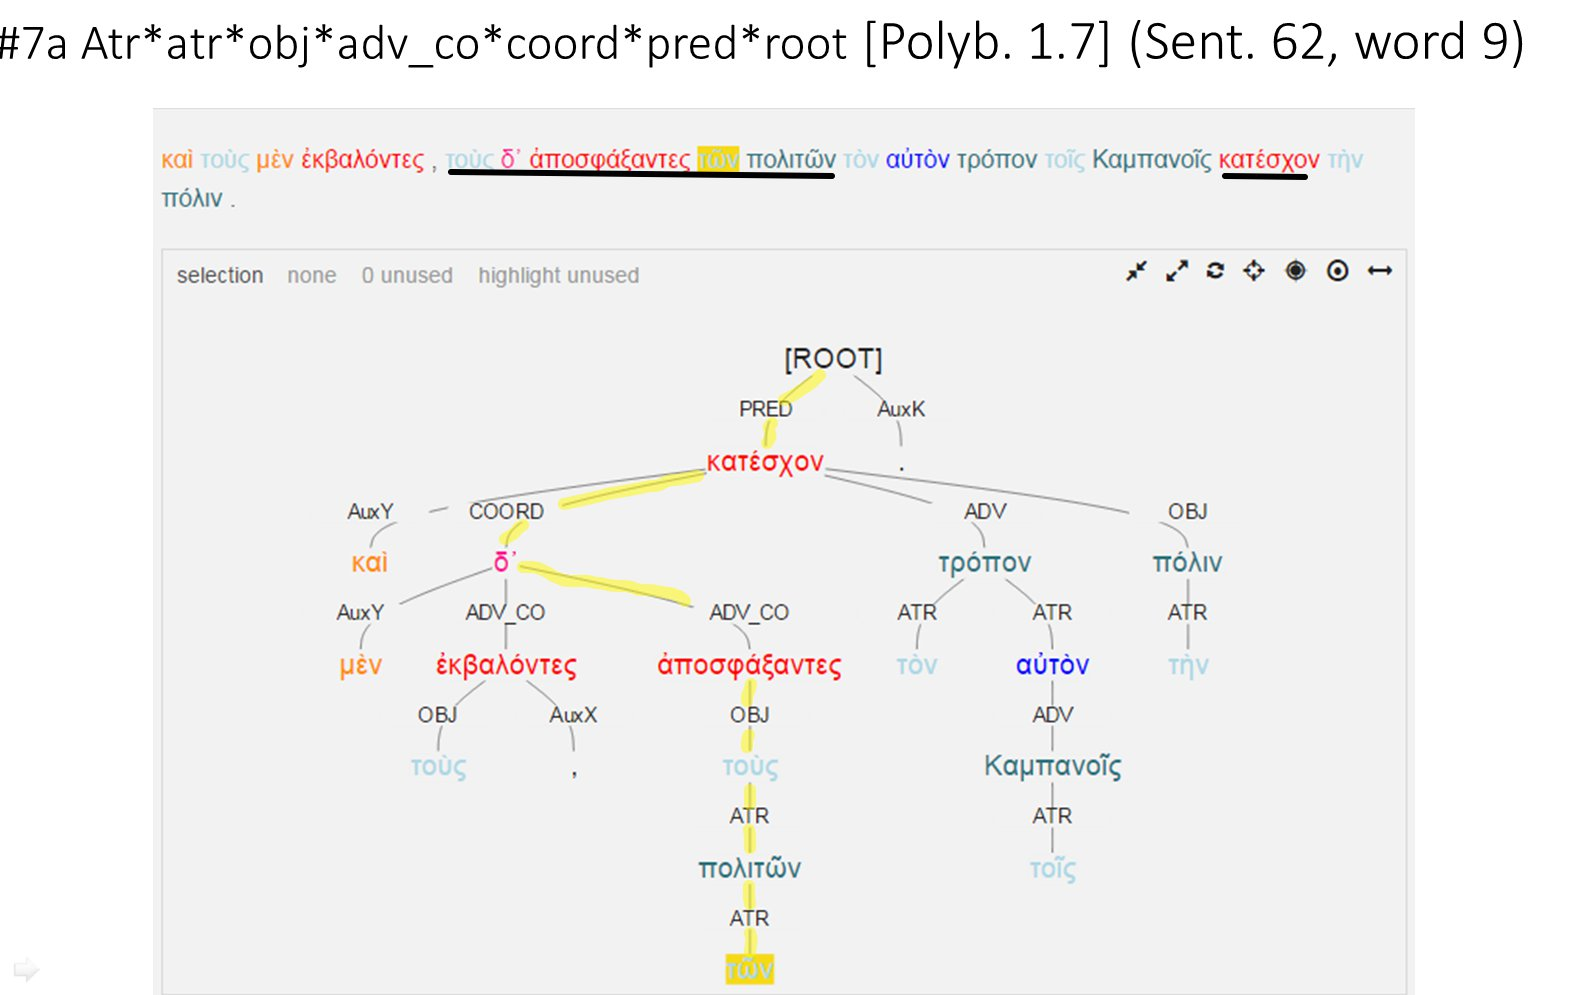 #7a Atr*atr*obj*adv_co*coord*pred*root [Polyb. 1.7] (Sent. 62, word 9)
καὶ τοὺς μὲν ἐκβαλόντες , τοὺς δ᾽ ἀποσφάξαντες τῶν πολιτῶν τὸν αὐτὸν τρόπον τοῖς Καμπανοῖς κατέσχον τὴν
πόλιν .
selection none 0 unused highlight unused
[ROOT]
PRED AuxK
κατέσχον .
AuxY COORD ADV OBJ
καὶ δ᾽ τρόπον πόλιν
AuxY ADV_CO ADV_CO ATR ATR ATR
μὲν ἐκβαλόντες ἀποσφάξαντες τὸν αὐτὸν τὴν
OBJ AuxX OBJ ADV
τοὺς , τοὺς Καμπανοῖς
ATR ATR
πολιτῶν τοῖς
ATR
τῶν